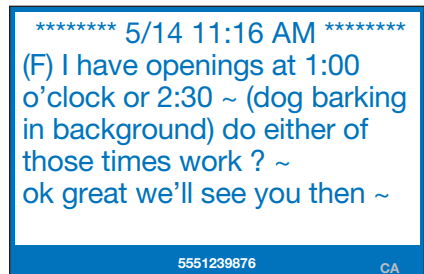 ******** 5/14 11:16 AM ********
(F) I have openings at 1:00
o’clock or 2:30 ~ (dog barking
in background) do either of
those times work ? ~
ok great we’ll see you then ~
5551239876
CA